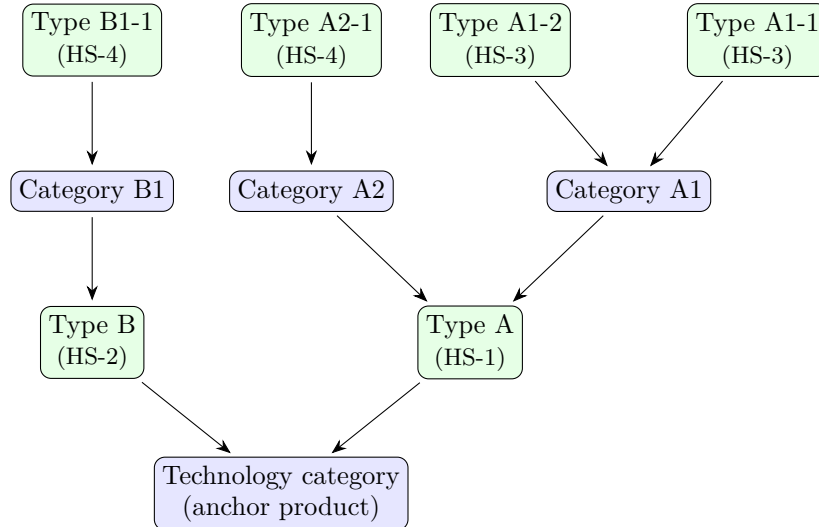 Type B1-1
(HS-4)
Type A2-1
(HS-4)
Type A1-2
(HS-3)
Type A1-1
(HS-3)
Category B1
Category A2
Category A1
Type B
(HS-2)
Type A
(HS-1)
Technology category
(anchor product)